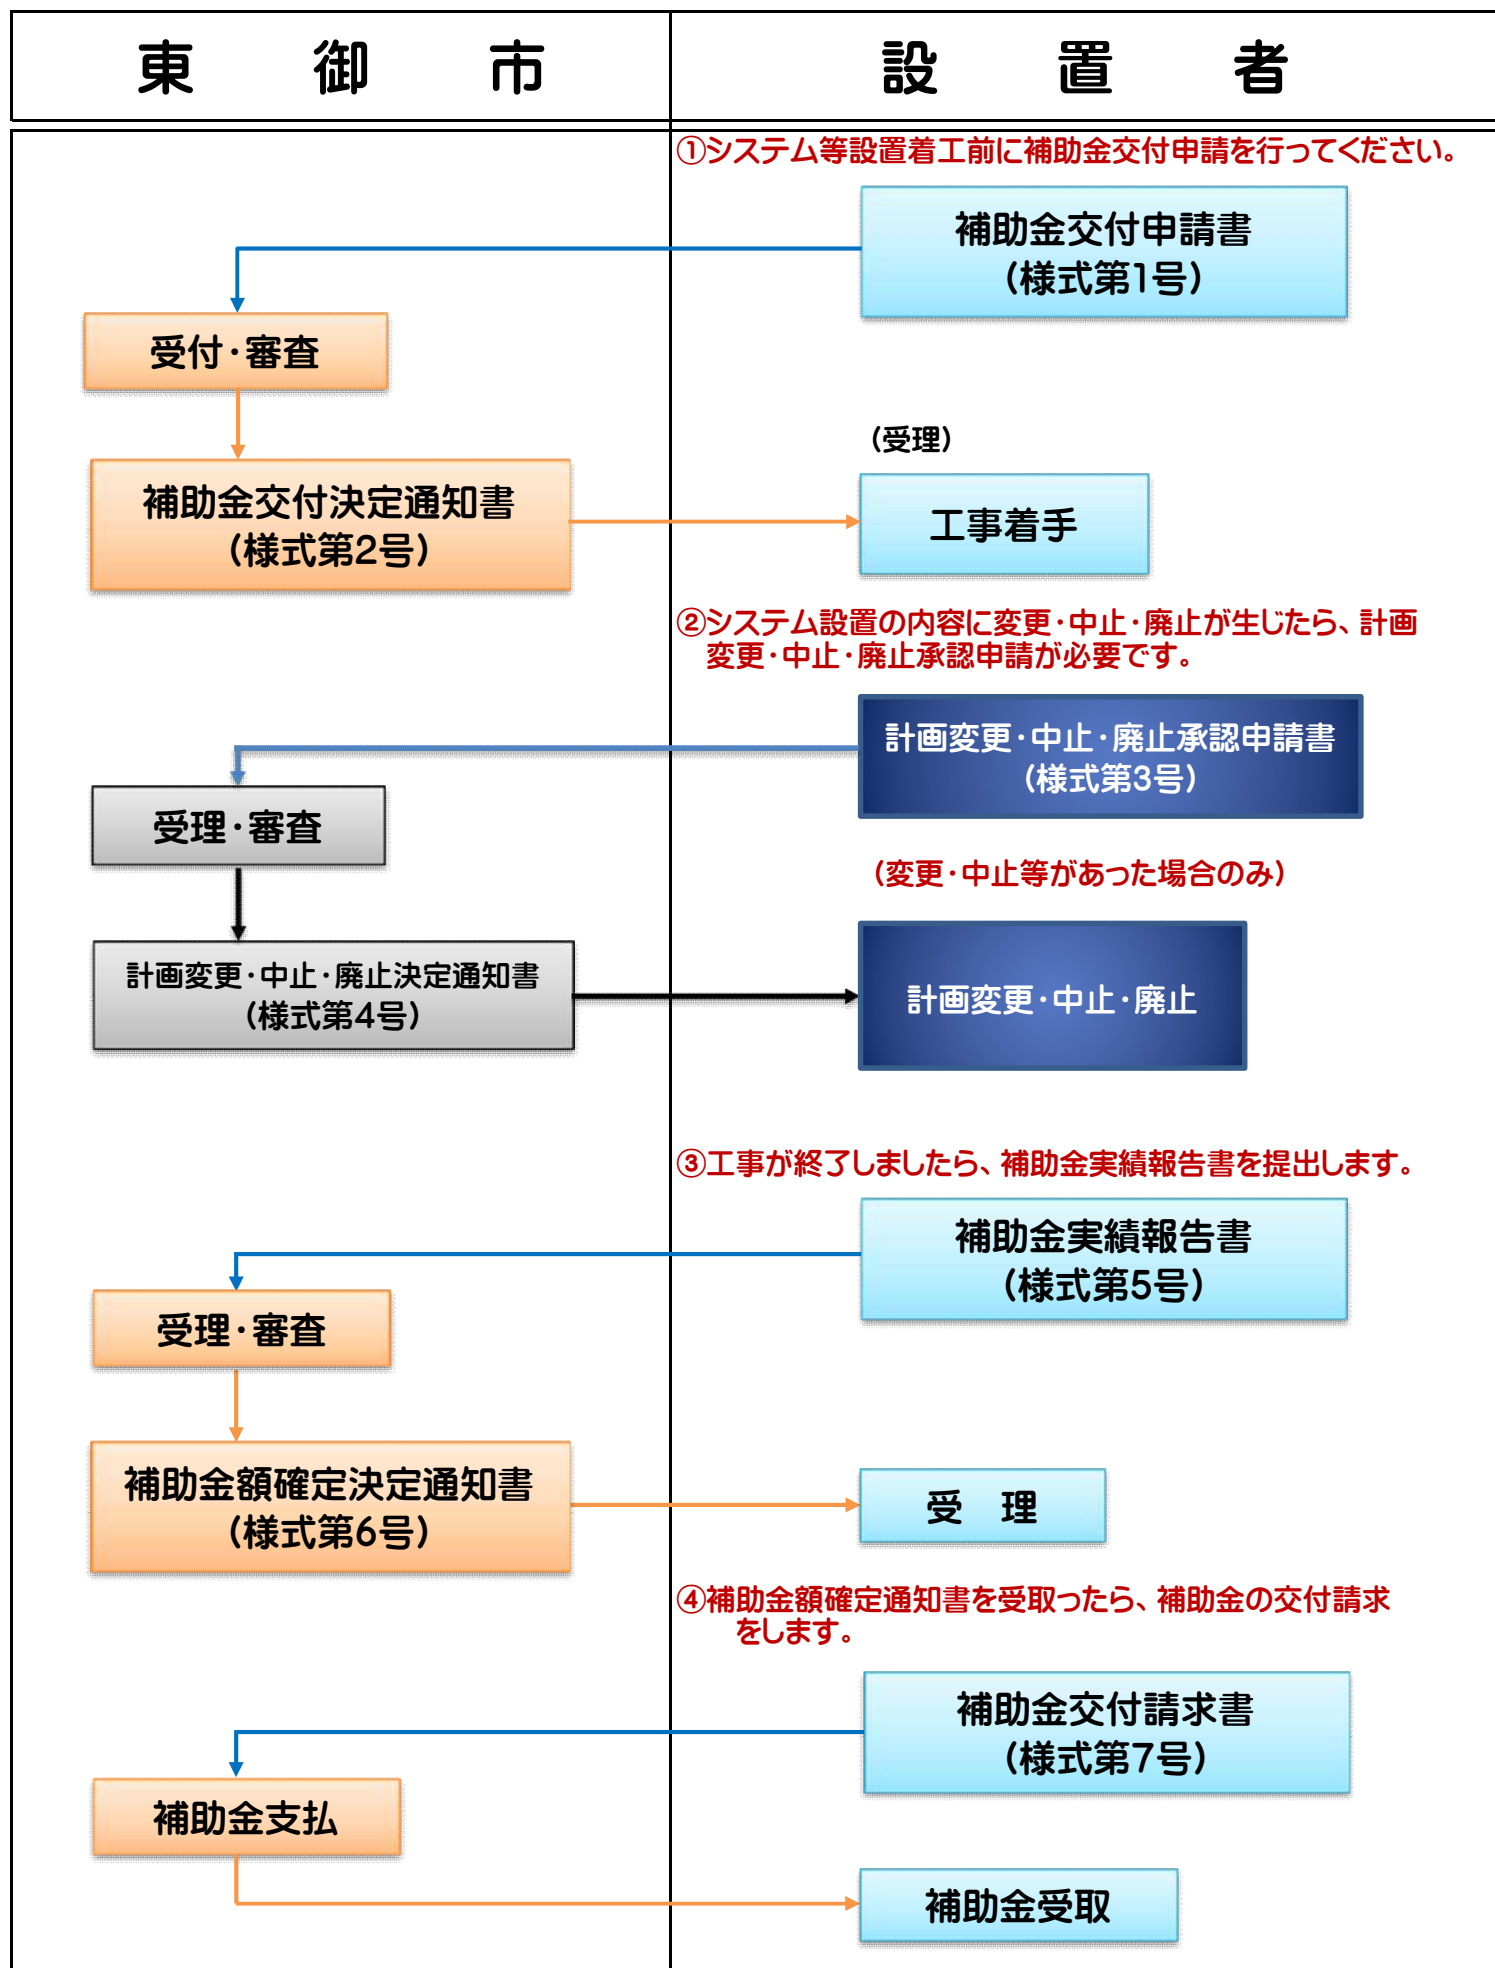 東御市
設置者
①システム等設置着工前に補助金交付申請を行ってください。
補助金交付申請書
（様式第1号）
受付・審査
（受理）
補助金交付決定通知書
（様式第2号）
工事着手
②システム設置の内容に変更・中止・廃止が生じたら、計画
変更・中止・廃止承認申請が必要です。
計画変更・中止・廃止承認申請書
（様式第3号）
受理・審査
（変更・中止等があった場合のみ）
計画変更・中止・廃止決定通知書
（様式第4号）
計画変更・中止・廃止
③工事が終了しましたら、補助金実績報告書を提出します。
補助金実績報告書
（様式第5号）
受理・審査
補助金額確定決定通知書
（様式第6号）
受　理
④補助金額確定通知書を受取ったら、補助金の交付請求
をします。
補助金交付請求書
（様式第7号）
補助金支払
補助金受取